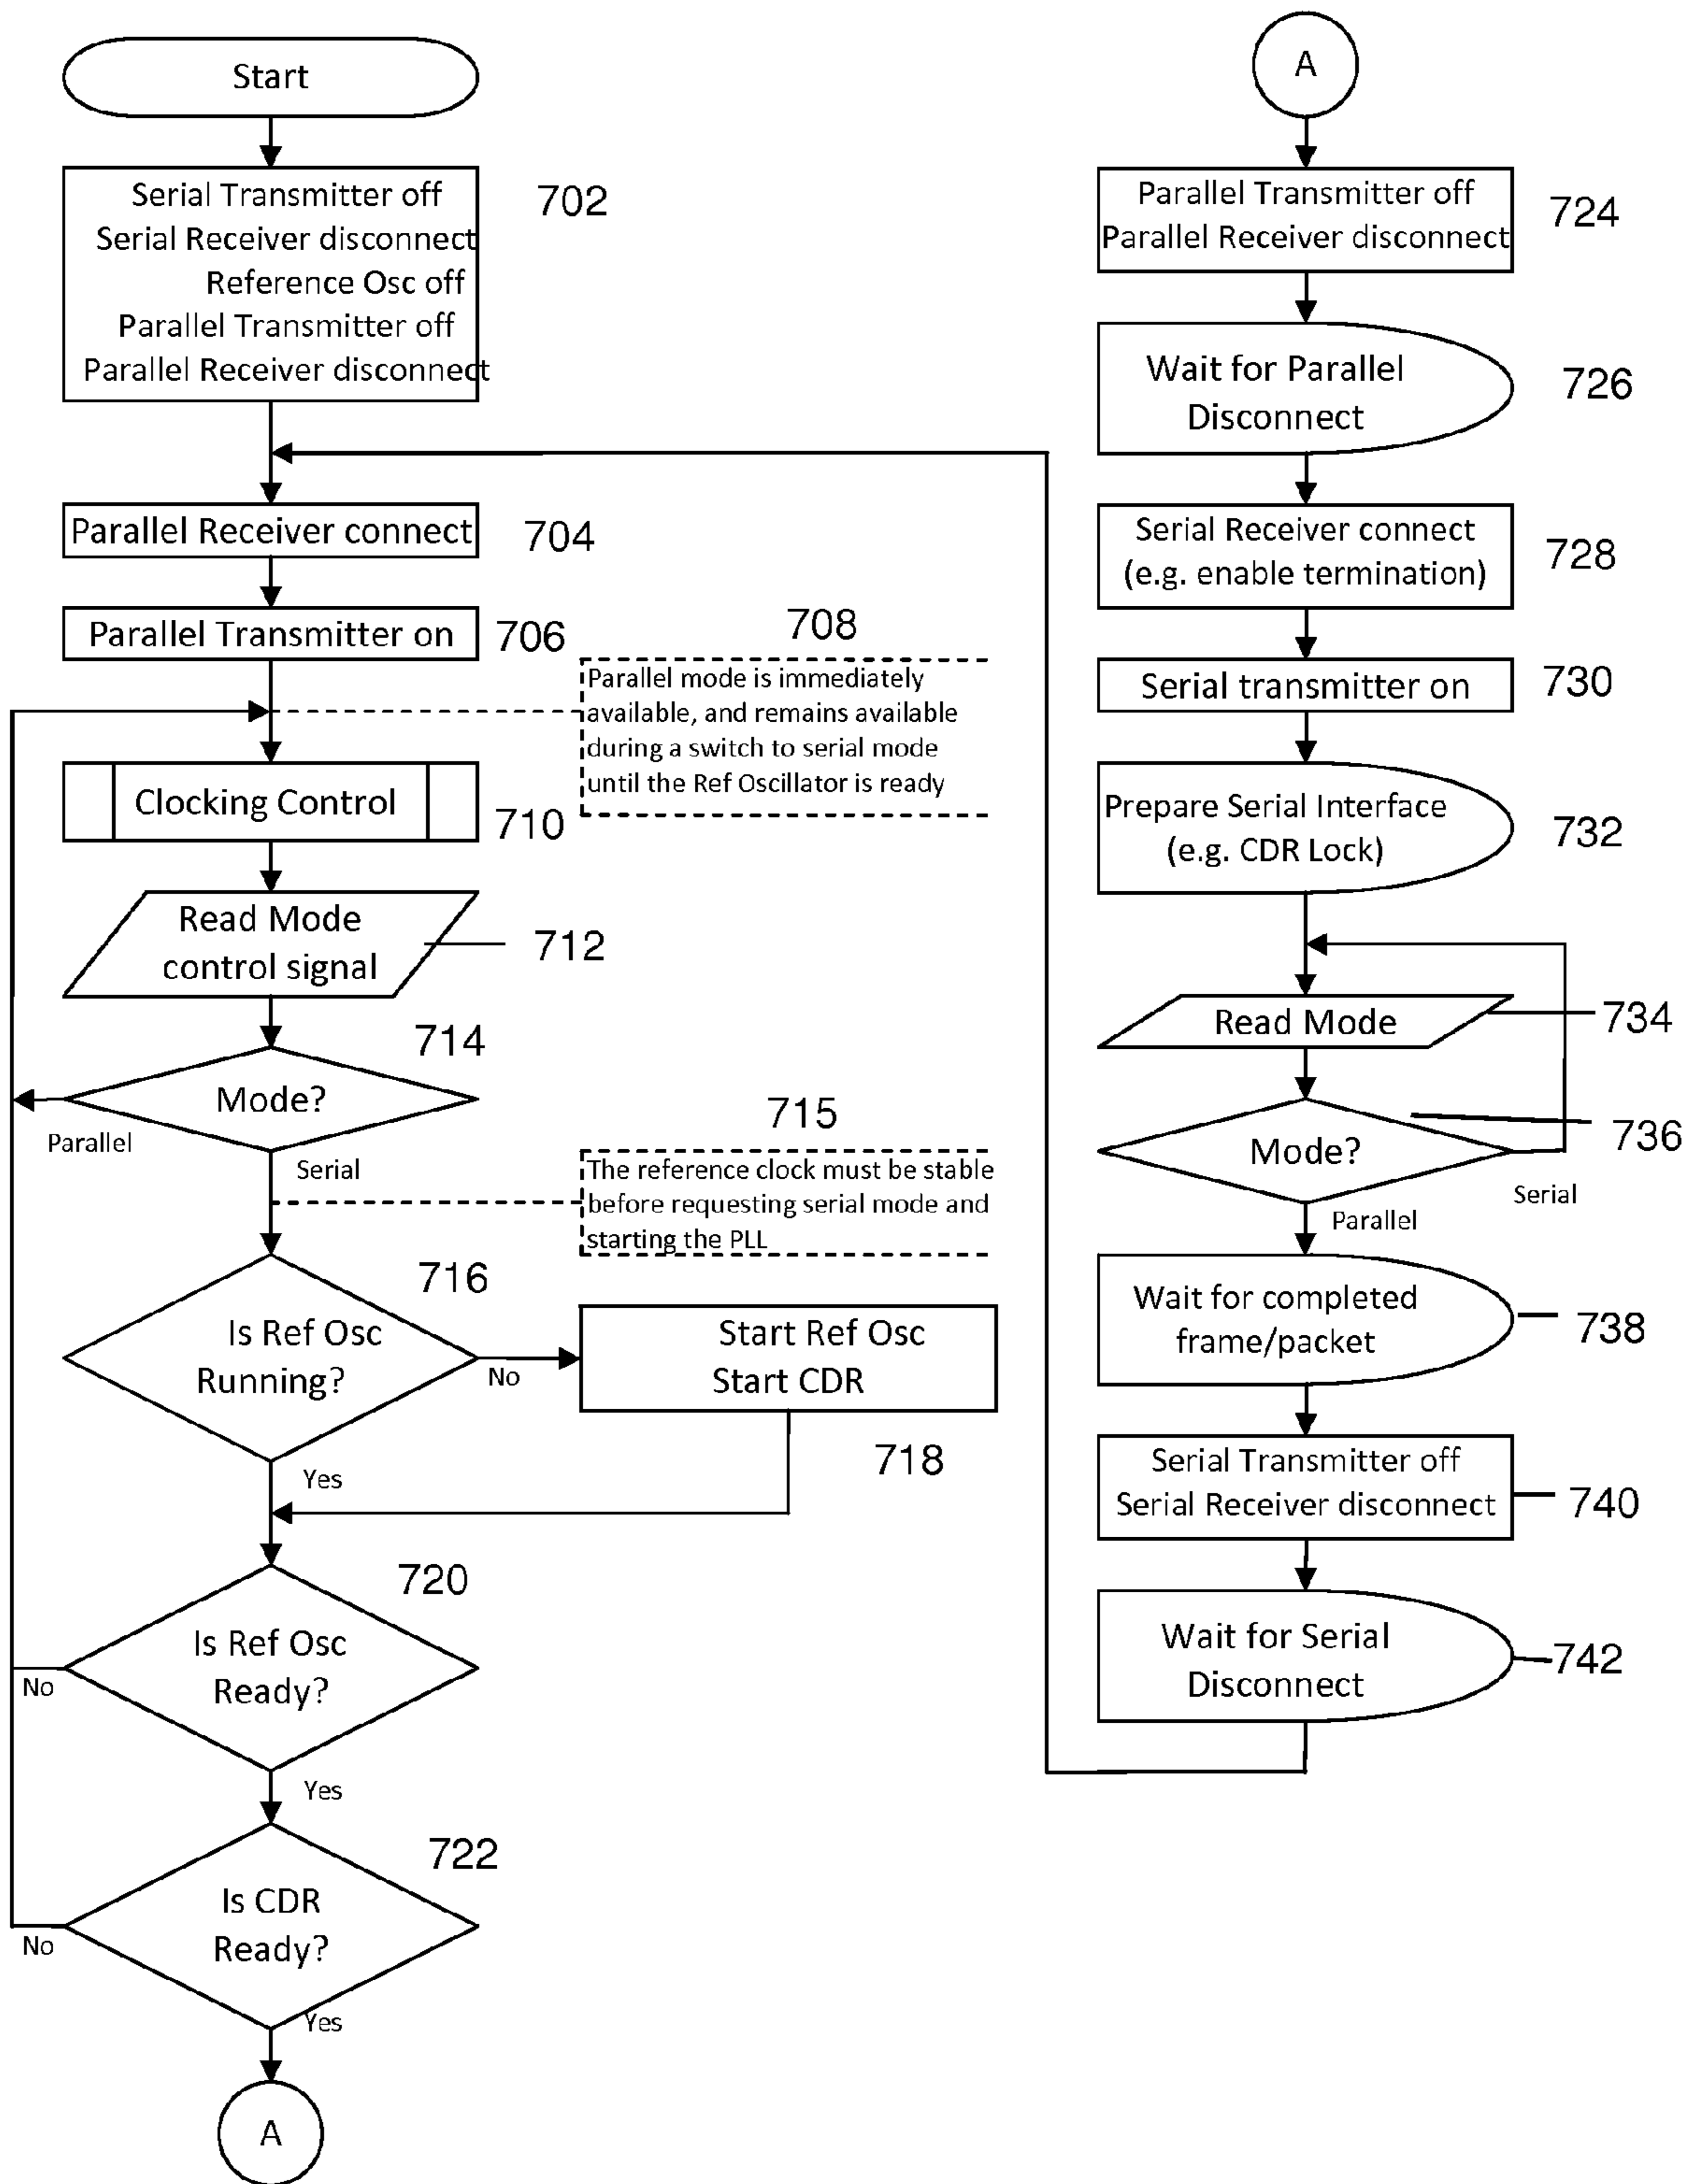 Start
Serial Transmitter off
Serial Receiver disconnect
Reference Osc off
Parallel Transmitter off
Parallel Receiver disconnect
702
Parallel Receiver connect
704
Parallel Transmitter on
706
708
Parallel mode is immediately
available, and remains available
during a switch to serial mode
until the Ref Oscillator is ready
Clocking Control
710
Read Mode
control signal
712
714
Mode?
Parallel
Serial
715
The reference clock must be stable
before requesting serial mode and
starting the PLL
716
Is Ref Osc
Running?
No
Start Ref Osc
Start CDR
718
Yes
720
Is Ref Osc
Ready?
No
Yes
722
Is CDR
Ready?
No
Yes
A
A
Parallel Transmitter off
Parallel Receiver disconnect
724
Wait for Parallel
Disconnect
726
Serial Receiver connect
(e.g. enable termination)
728
Serial transmitter on
730
Prepare Serial Interface
(e.g. CDR Lock)
732
Read Mode
734
Mode?
736
Serial
Parallel
Wait for completed
frame/packet
738
Serial Transmitter off
Serial Receiver disconnect
740
Wait for Serial
Disconnect
742